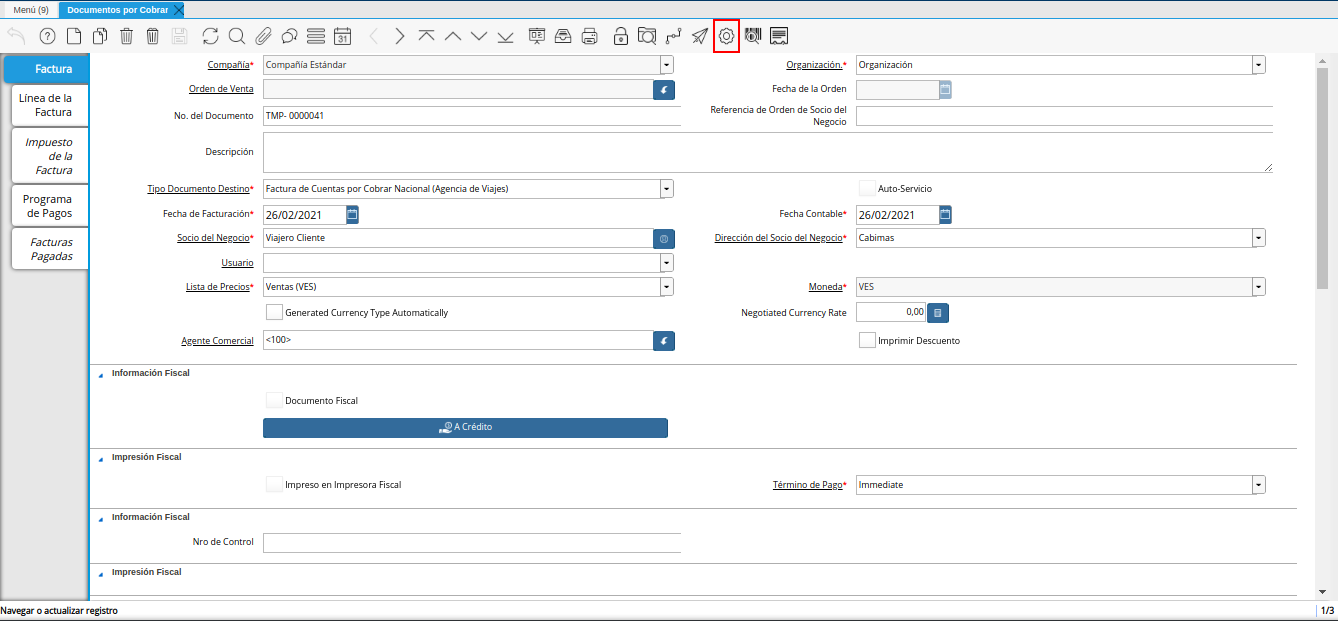 Menú (9)
Documentos por Cobrar
31
Factura
Línea de la
Factura
Impuesto
de la
Factura
Programa
de Pagos
Facturas
Pagadas
Compañía* Compañía Estándar
Organización.* Organización
Orden de Venta
Fecha de la Orden
No. del Documento TMP- 0000041
Referencia de Orden de Socio del
Negocio
Descripción
Tipo Documento Destino* Factura de Cuentas por Cobrar Nacional (Agencia de Viajes)
Auto-Servicio
Fecha de Facturación* 26/02/2021
Fecha Contable* 26/02/2021
Socio del Negocio* Viajero Cliente
Dirección del Socio del Negocio* Cabimas
Usuario
Lista de Precios* Ventas (VES)
Moneda* VES
Generated Currency Type Automatically
Negotiated Currency Rate 0,00
Agente Comercial <100>
Imprimir Descuento
Información Fiscal
Documento Fiscal
A Crédito
Impresión Fiscal
Impreso en Impresora Fiscal
Término de Pago* Immediate
Información Fiscal
Nro de Control
Impresión Fiscal
Navegar o actualizar registro
1/3